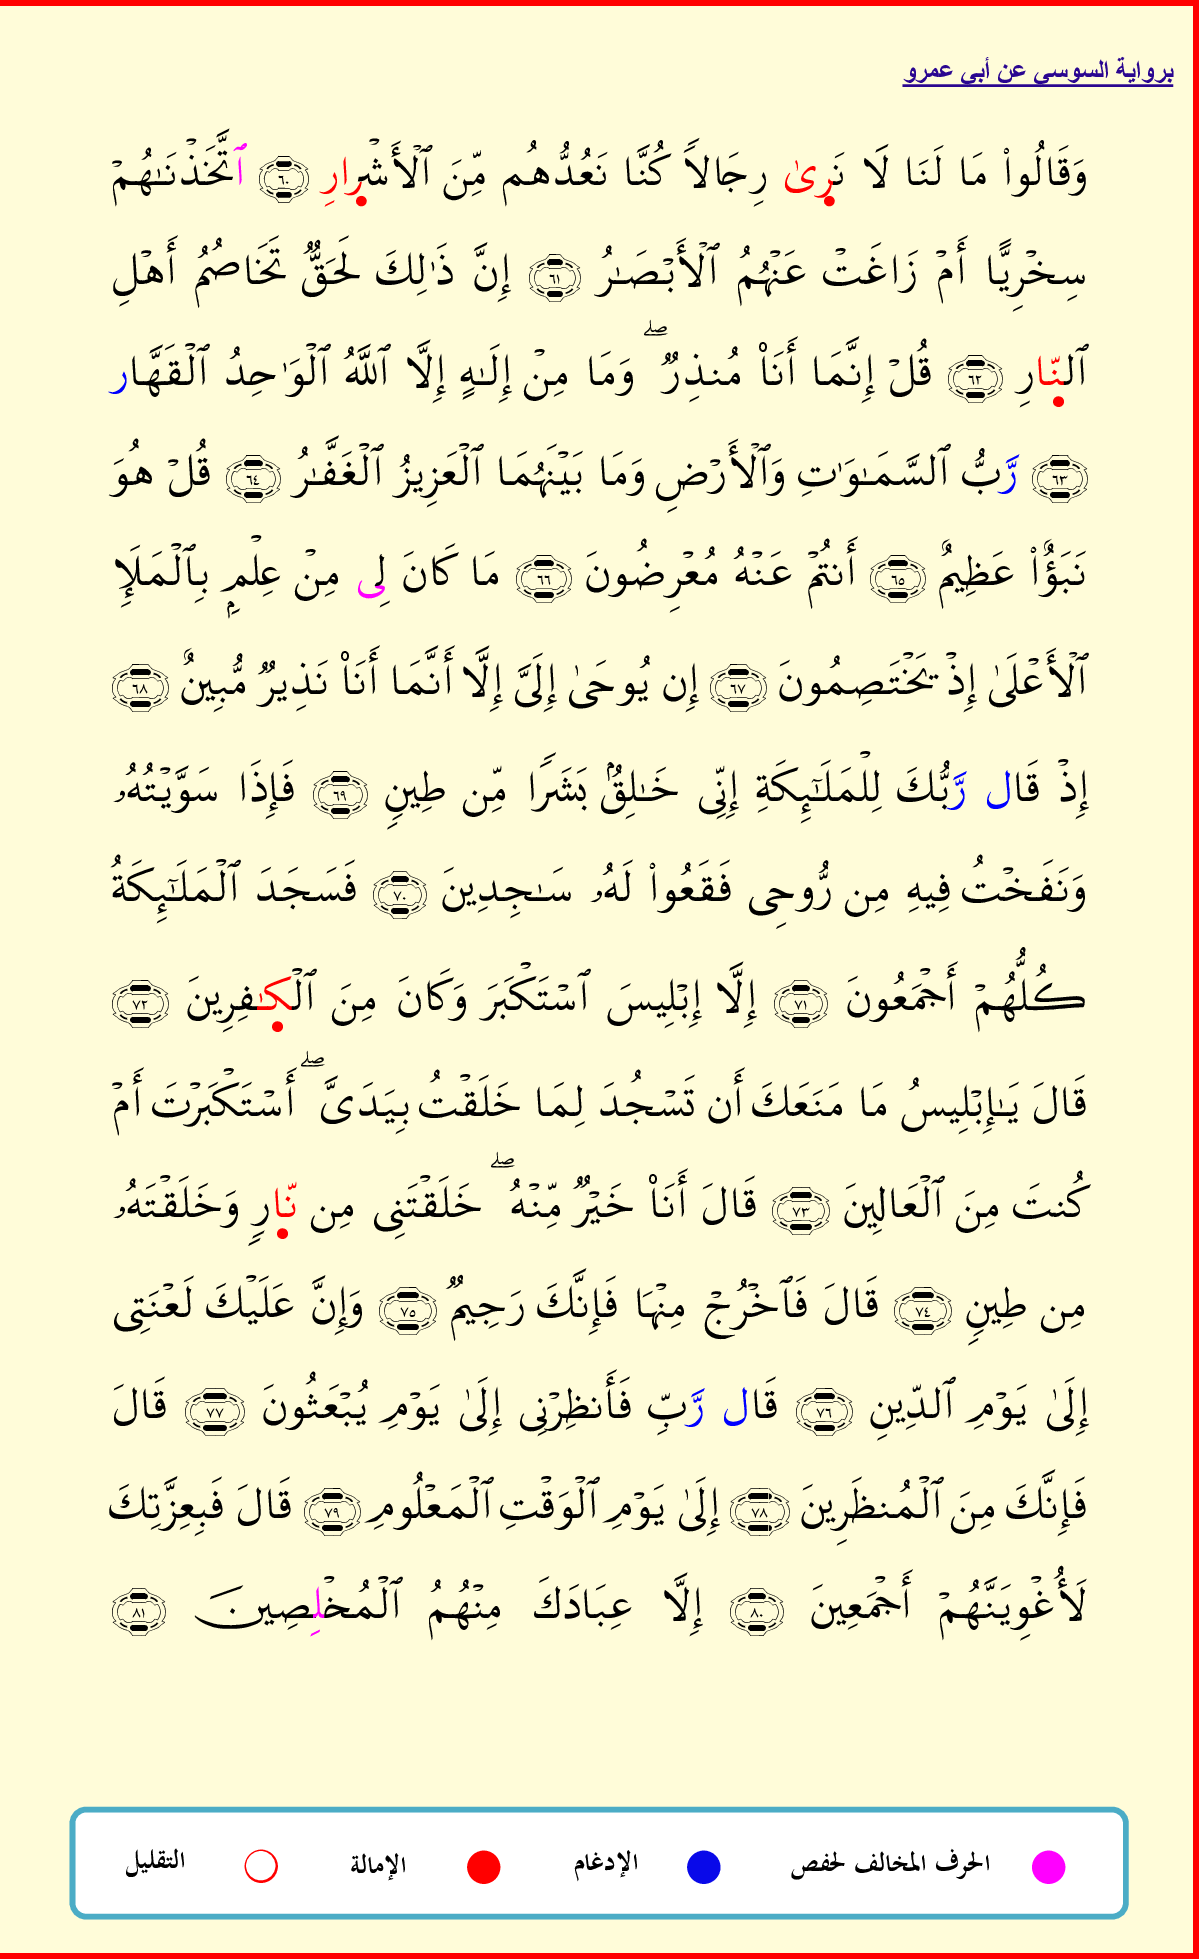 برواية السوسي عن أبي عمرو
وَقَالُوا۟ مَا لَنَا لَا نَرِىٰ رِجَالاً كُنَّا نَعُدُّهُم مِّنَ ٱلْأَشْرِارِ ٦٠ ٱتَّخَذْنَـٰهُمْ
سِخْرِيًّا أَمْ زَاغَتْ عَنْهُمُ ٱلْأَبْصَـٰرُ ٦١ إِنَّ ذَٰلِكَ لَحَقٌّ تَخَاصُمُ أَهْلِ
ٱلنّارِ ٦٢ قُلْ إِنَّمَا أَنَا۠ مُنذِرٌ ۖ وَمَا مِنْ إِلَـٰهٍ إِلَّا ٱللَّهُ ٱلْوَٰحِدُ ٱلْقَهَّار
٦٣ رَّبُّ ٱلسَّمَـٰوَٰتِ وَٱلْأَرْضِ وَمَا بَيْنَهُمَا ٱلْعَزِيزُ ٱلْغَفَّـٰرُ ٦٤ قُلْ هُوَ
نَبَؤٌا۟ عَظِيمٌ ٦٥ أَنتُمْ عَنْهُ مُعْرِضُونَ ٦٦ مَا كَانَ لِى مِنْ عِلْمٍۭ بِٱلْمَلَإِ
ٱلْأَعْلَىٰ إِذْ يَخْتَصِمُونَ ٦٧ إِن يُوحَىٰ إِلَىَّ إِلَّا أَنَّمَا أَنَا۠ نَذِيرٌ مُّبِينٌ ٦٨
إِذْ قَال رَّبُّكَ لِلْمَلَـٰٓئِكَةِ إِنِّى خَـٰلِقٌۢ بَشَرًا مِّن طِينٍ ٦٩ فَإِذَا سَوَّيْتُهُۥ
وَنَفَخْتُ فِيهِ مِن رُّوحِى فَقَعُوا۟ لَهُۥ سَـٰجِدِينَ ٧٠ فَسَجَدَ ٱلْمَلَـٰٓئِكَةُ
كُلُّهُمْ أَجْمَعُونَ ٧١ إِلَّا إِبْلِيسَ ٱسْتَكْبَرَ وَكَانَ مِنَ ٱلْكـٰفِرِينَ ٧٢
قَالَ يَـٰإِبْلِيسُ مَا مَنَعَكَ أَن تَسْجُدَ لِمَا خَلَقْتُ بِيَدَىَّ ۖ أَسْتَكْبَرْتَ أَمْ
كُنتَ مِنَ ٱلْعَالِينَ ٧٣ قَالَ أَنَا۠ خَيْرٌ مِّنْهُ ۖ خَلَقْتَنِى مِن نّارٍ وَخَلَقْتَهُۥ
مِن طِينٍ ٧٤ قَالَ فَٱخْرُجْ مِنْهَا فَإِنَّكَ رَجِيمٌ ٧٥ وَإِنَّ عَلَيْكَ لَعْنَتِى
إِلَىٰ يَوْمِ ٱلدِّينِ ٧٦ قَال رَّبِّ فَأَنظِرْنِى إِلَىٰ يَوْمِ يُبْعَثُونَ ٧٧ قَالَ
فَإِنَّكَ مِنَ ٱلْمُنظَرِينَ ٧٨ إِلَىٰ يَوْمِ ٱلْوَقْتِ ٱلْمَعْلُومِ ٧٩ قَالَ فَبِعِزَّتِكَ
لَأُغْوِيَنَّهُمْ أَجْمَعِينَ ٨٠ إِلَّا عِبَادَكَ مِنْهُمُ ٱلْمُخْلِصِينَ ٨١
الحرف المخالف لحفص الإدغام الإمالة التقليل